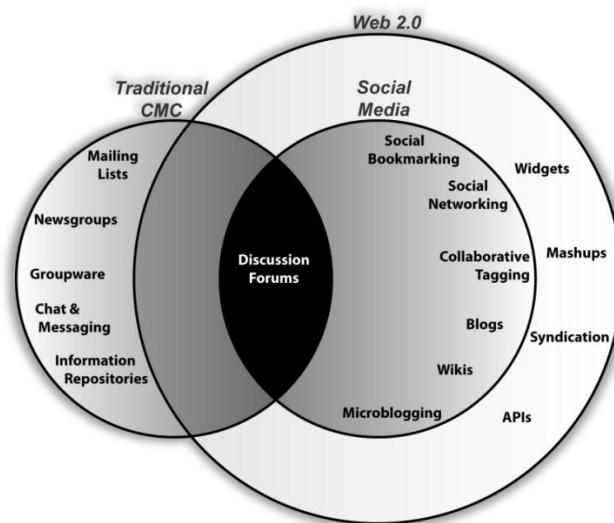 Web 2.0
Traditional
CMC
Social
Media
Mailing
Lists
Newsgroups
Groupware
Chat &
Messaging
Information
Repositories
Discussion
Forums
Social
Bookmarking
Social
Networking
Collaborative
Tagging
Blogs
Wikis
Microblogging
Widgets
Mashups
Syndication
APIs